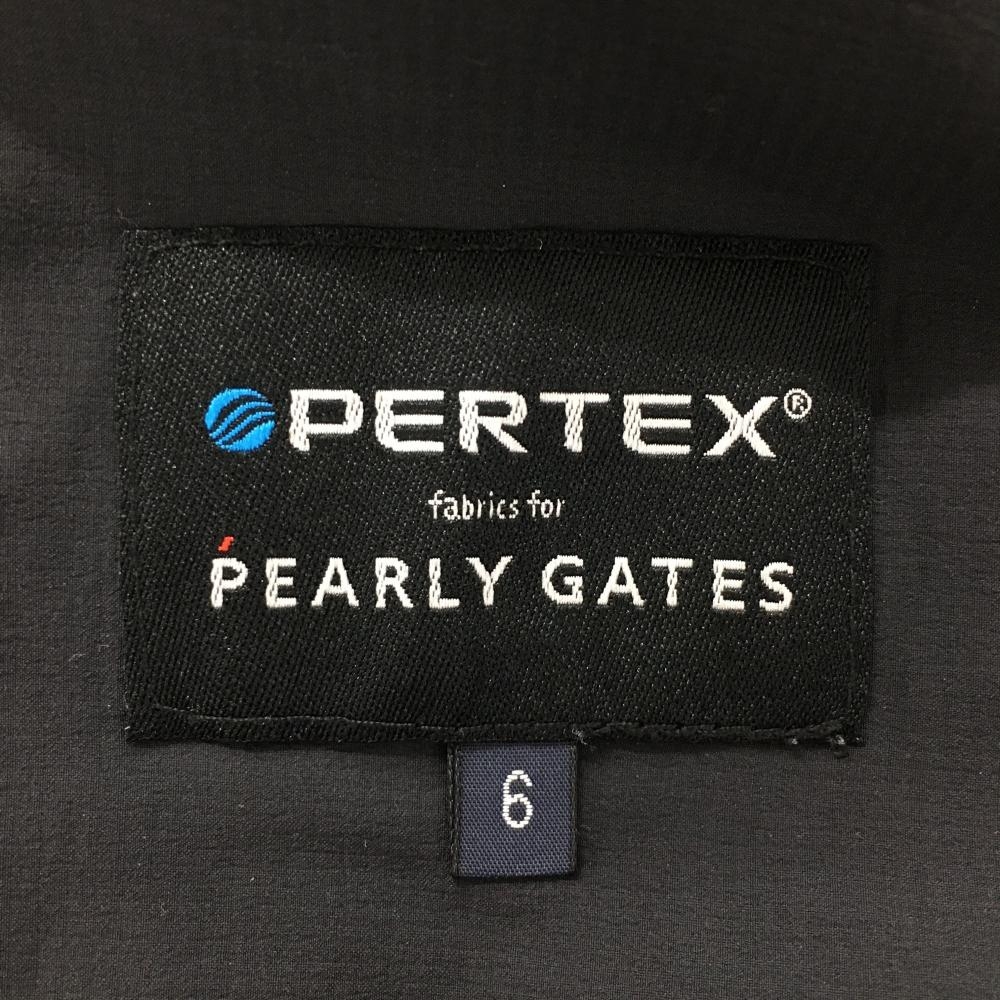 PERTEX®
fabrics for
PEARLY GATES
6